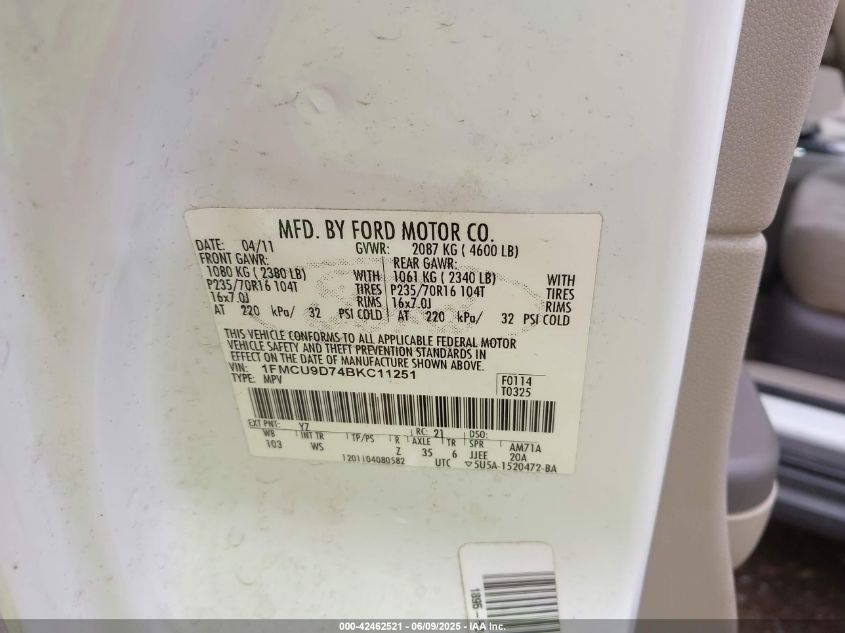 MFD. BY FORD MOTOR CO.
DATE: 04/11 GVWR: 2087 KG ( 4600 LB)
FRONT GAWR: REAR GAWR:
1080 KG ( 2380 LB) WITH 1061 KG ( 2340 LB) WITH
P235/70R16 104T TIRES P235/70R16 104T TIRES
16x7.0J RIMS 16x7.0J RIMS
AT 220 kPa/ 32 PSI COLD AT 220 kPa/ 32 PSI COLD
THIS VEHICLE CONFORMS TO ALL APPLICABLE FEDERAL MOTOR
VEHICLE SAFETY AND THEFT PREVENTION STANDARDS IN
EFFECT ON THE DATE OF MANUFACTURE SHOWN ABOVE.
VIN: 1FMCU9D74BKC11251
TYPE: MPV
F0114
T0325
EXT PNT: YZ RC: 21 DSO:
WB INT TR TP/PS R AXLE TR SPR AM71A
103 WS Z 35 6 JJEE 20A
1201104080582 UTC ▽5U5A-1520472-BA
1896 -
000-42462521 | 06/09/2025 | IAA Inc.